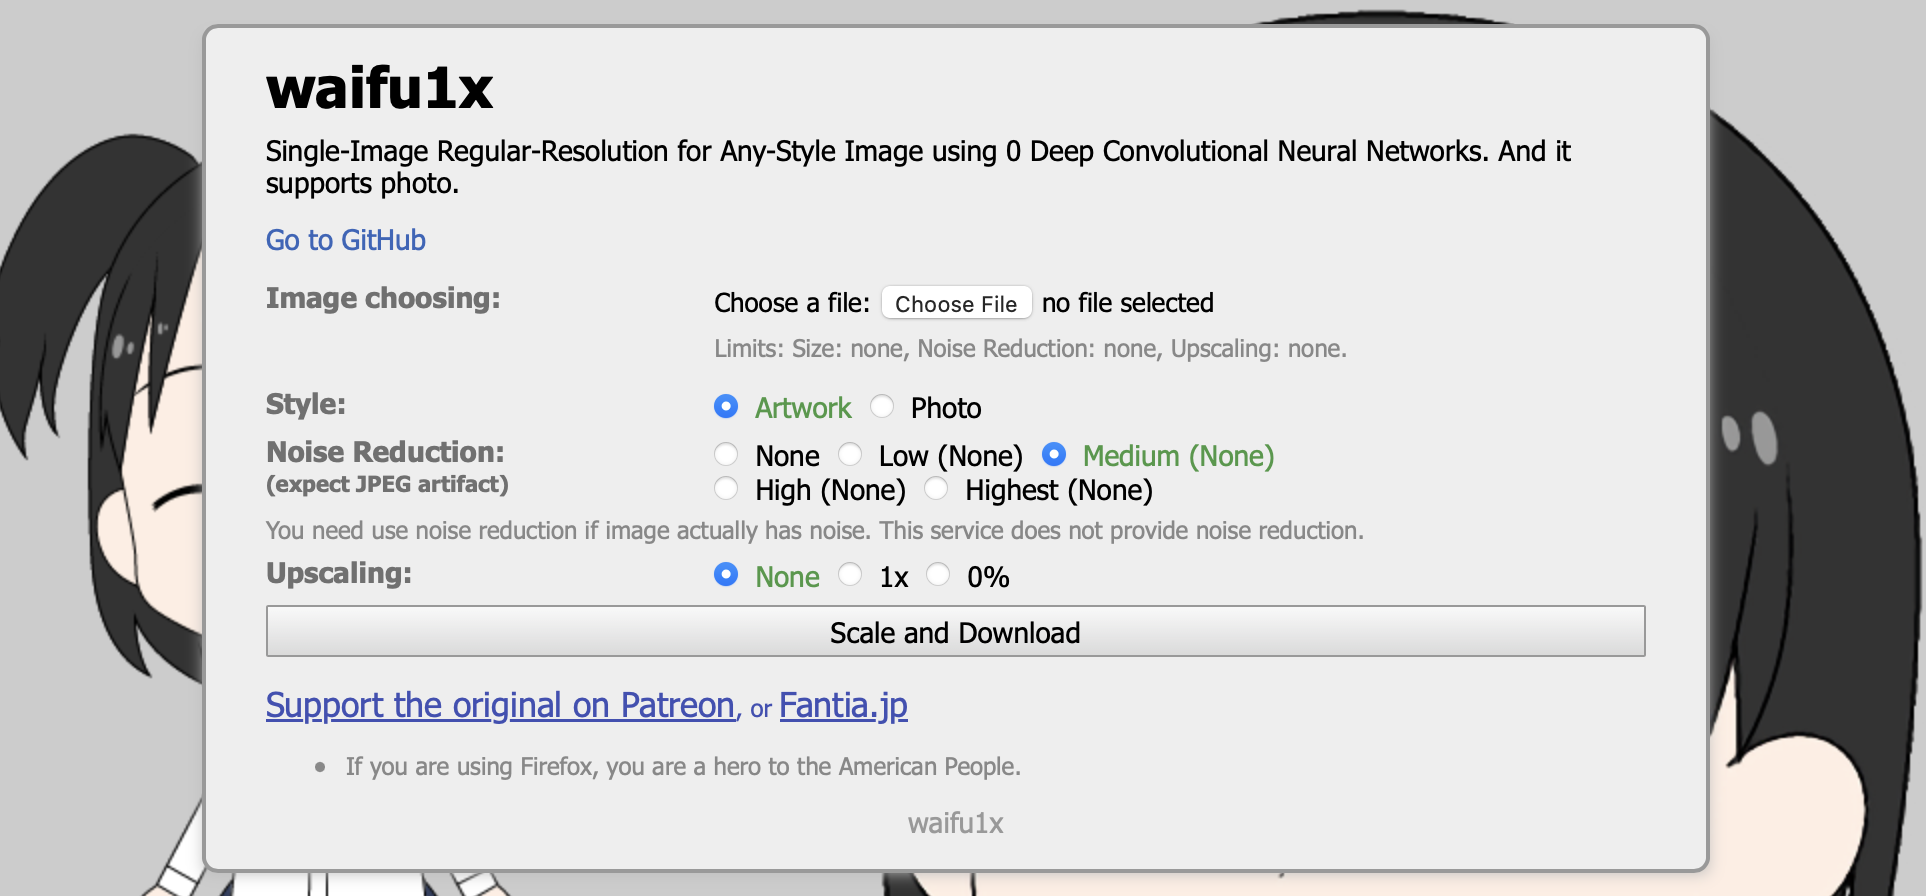 waifu1x
Single-Image Regular-Resolution for Any-Style Image using 0 Deep Convolutional Neural Networks. And it
supports photo.
Go to GitHub
Image choosing:
Choose a file: Choose File no file selected
Limits: Size: none, Noise Reduction: none, Upscaling: none.
Style:
Artwork Photo
Noise Reduction:
(expect JPEG artifact)
None Low (None) Medium (None)
High (None) Highest (None)
You need use noise reduction if image actually has noise. This service does not provide noise reduction.
Upscaling:
None 1x 0%
Scale and Download
Support the original on Patreon, or Fantia.jp
If you are using Firefox, you are a hero to the American People.
waifu1x